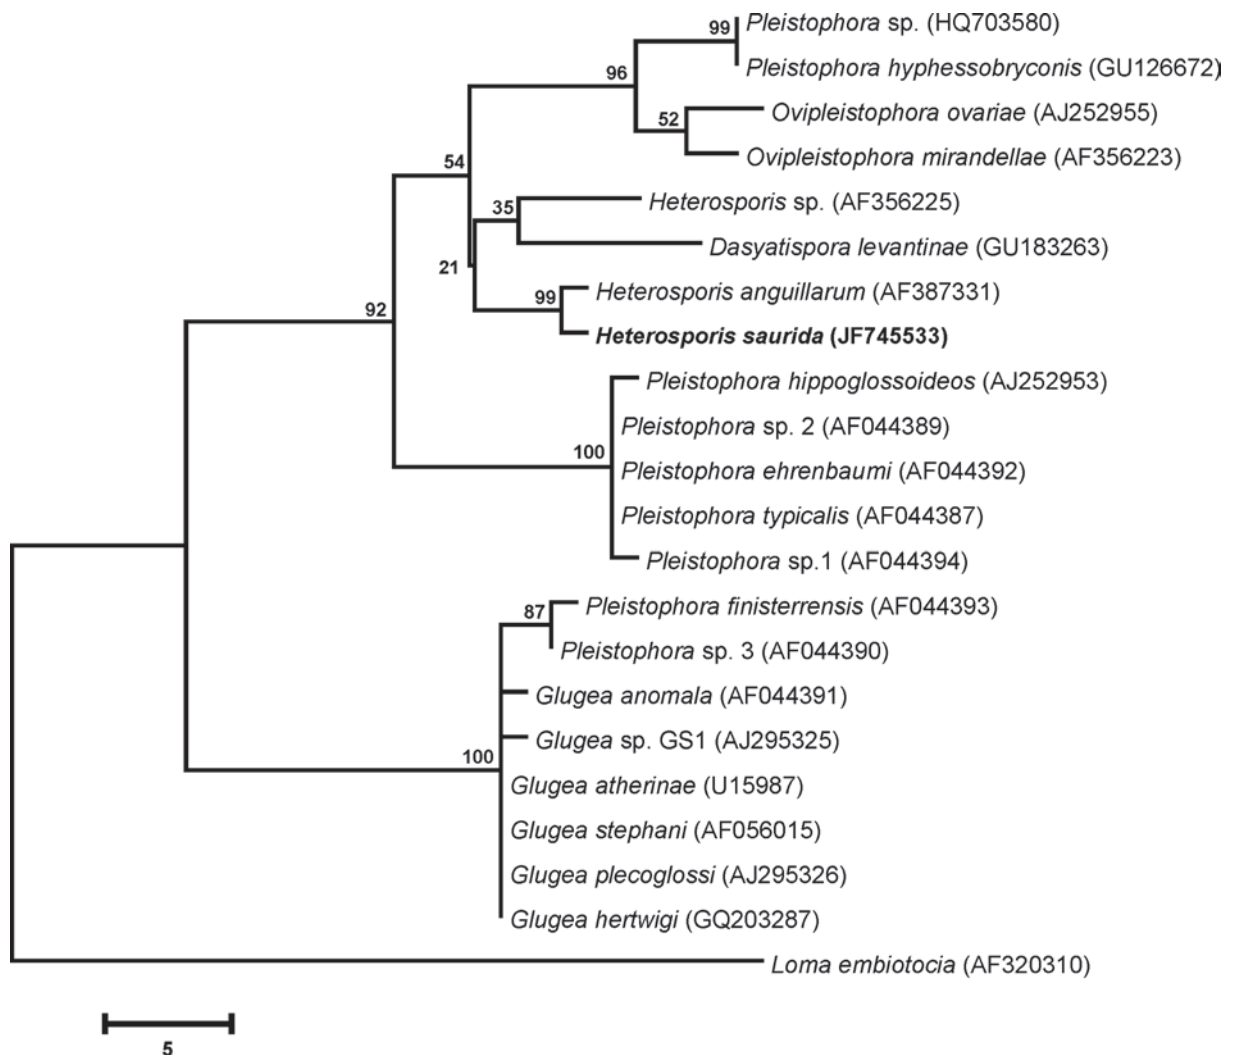 99
Pleistophora sp. (HQ703580)
Pleistophora hyphessobryconis (GU126672)
96
52
Ovipleistophora ovariae (AJ252955)
Ovipleistophora mirandellae (AF356223)
54
35
Heterosporis sp. (AF356225)
Dasyatispora levantinae (GU183263)
21
99
Heterosporis anguillarum (AF387331)
Heterosporis saurida (JF745533)
92
Pleistophora hippoglossoideos (AJ252953)
Pleistophora sp. 2 (AF044389)
100
Pleistophora ehrenbaumi (AF044392)
Pleistophora typicalis (AF044387)
Pleistophora sp.1 (AF044394)
87
Pleistophora finisterrensis (AF044393)
Pleistophora sp. 3 (AF044390)
Glugea anomala (AF044391)
Glugea sp. GS1 (AJ295325)
100
Glugea atherinae (U15987)
Glugea stephani (AF056015)
Glugea plecoglossi (AJ295326)
Glugea hertwigi (GQ203287)
Loma embiotocia (AF320310)
5